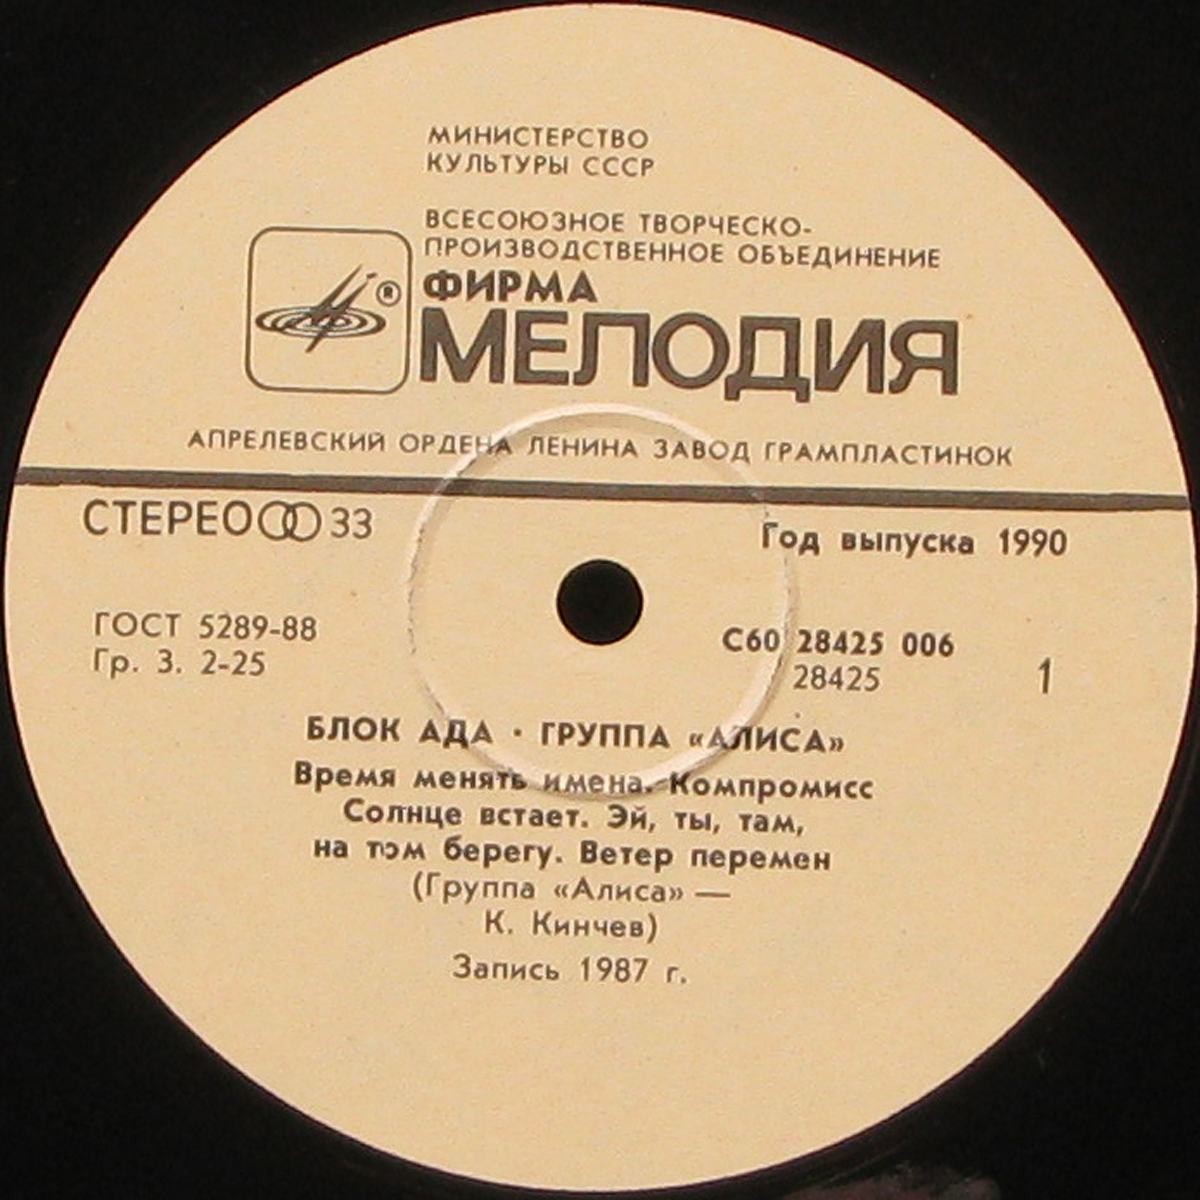 МИНИСТЕРСТВО
КУЛЬТУРЫ СССР
ВСЕСОЮЗНОЕ ТВОРЧЕСКО-
ПРОИЗВОДСТВЕННОЕ ОБЪЕДИНЕНИЕ
®
ФИРМА
МЕЛОДИЯ
АПРЕЛЕВСКИЙ ОРДЕНА ЛЕНИНА ЗАВОД ГРАМПЛАСТИНОК
СТЕРЕО 33
Год выпуска 1990
ГОСТ 5289-88
Гр. 3. 2-25
С60 28425 006
28425
1
БЛОК АДА · ГРУППА «АЛИСА»
Время менять имена. Компромисс
Солнце встает. Эй, ты, там,
на том берегу. Ветер перемен
(Группа «Алиса» —
К. Кинчев)
Запись 1987 г.